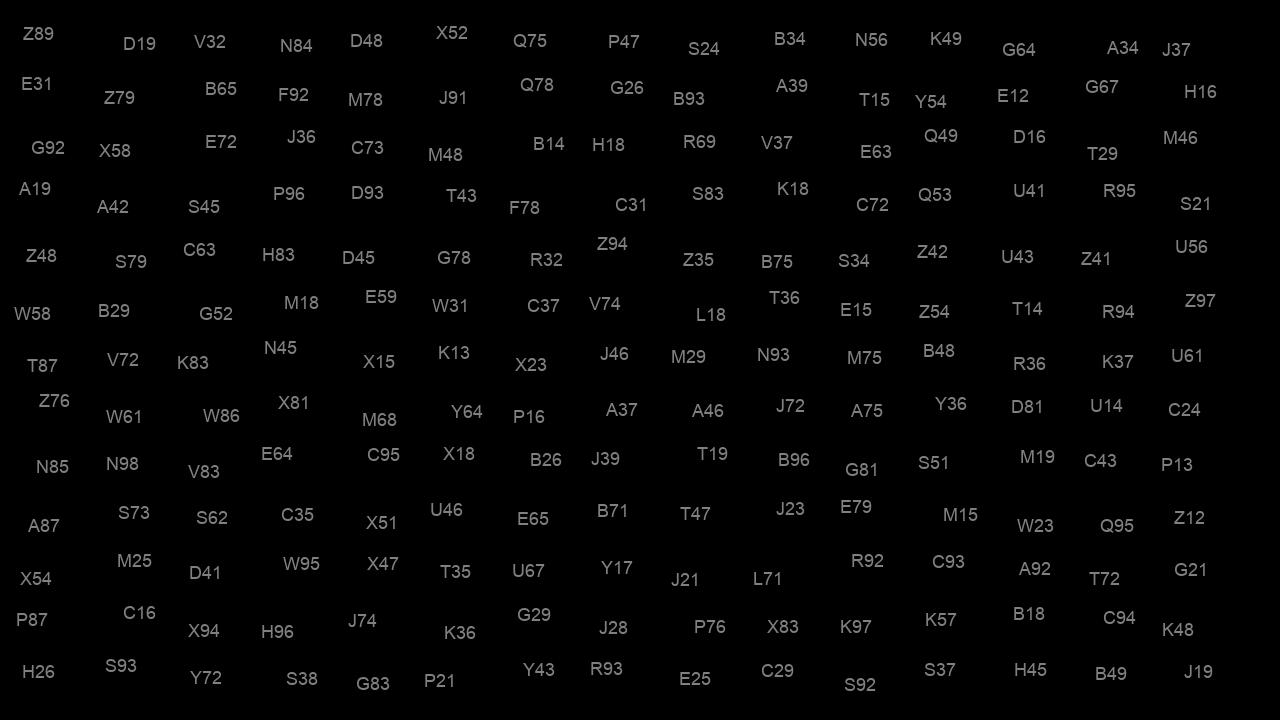 Z89 D19 V32 N84 D48 X52 Q75 P47 S24 B34 N56 K49 G64 A34 J37
E31 Z79 B65 F92 M78 J91 Q78 G26 B93 A39 T15 Y54 E12 G67 H16
G92 X58 E72 J36 C73 M48 B14 H18 R69 V37 E63 Q49 D16 T29 M46
A19 A42 S45 P96 D93 T43 F78 C31 S83 K18 C72 Q53 U41 R95 S21
Z48 S79 C63 H83 D45 G78 R32 Z94 Z35 B75 S34 Z42 U43 Z41 U56
W58 B29 G52 M18 E59 W31 C37 V74 L18 T36 E15 Z54 T14 R94 Z97
T87 V72 K83 N45 X15 K13 X23 J46 M29 N93 M75 B48 R36 K37 U61
Z76 W61 W86 X81 M68 Y64 P16 A37 A46 J72 A75 Y36 D81 U14 C24
N85 N98 V83 E64 C95 X18 B26 J39 T19 B96 G81 S51 M19 C43 P13
A87 S73 S62 C35 X51 U46 E65 B71 T47 J23 E79 M15 W23 Q95 Z12
X54 M25 D41 W95 X47 T35 U67 Y17 J21 L71 R92 C93 A92 T72 G21
P87 C16 X94 H96 J74 K36 G29 J28 P76 X83 K97 K57 B18 C94 K48
H26 S93 Y72 S38 G83 P21 Y43 R93 E25 C29 S92 S37 H45 B49 J19